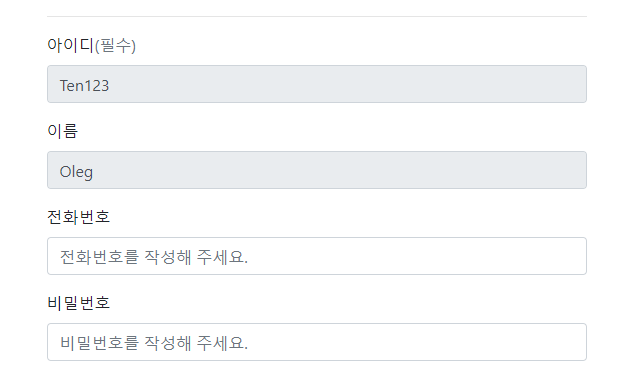 아이디(필수)
Ten123
이름
Oleg
전화번호
전화번호를 작성해 주세요.
비밀번호
비밀번호를 작성해 주세요.